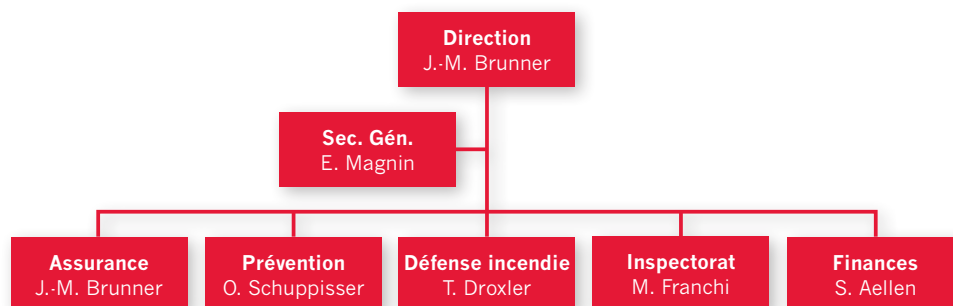 Direction
J.-M. Brunner
Sec. Gén.
E. Magnin
Assurance
J.-M. Brunner
Prévention
O. Schuppisser
Défense incendie
T. Droxler
Inspectorat
M. Franchi
Finances
S. Aellen